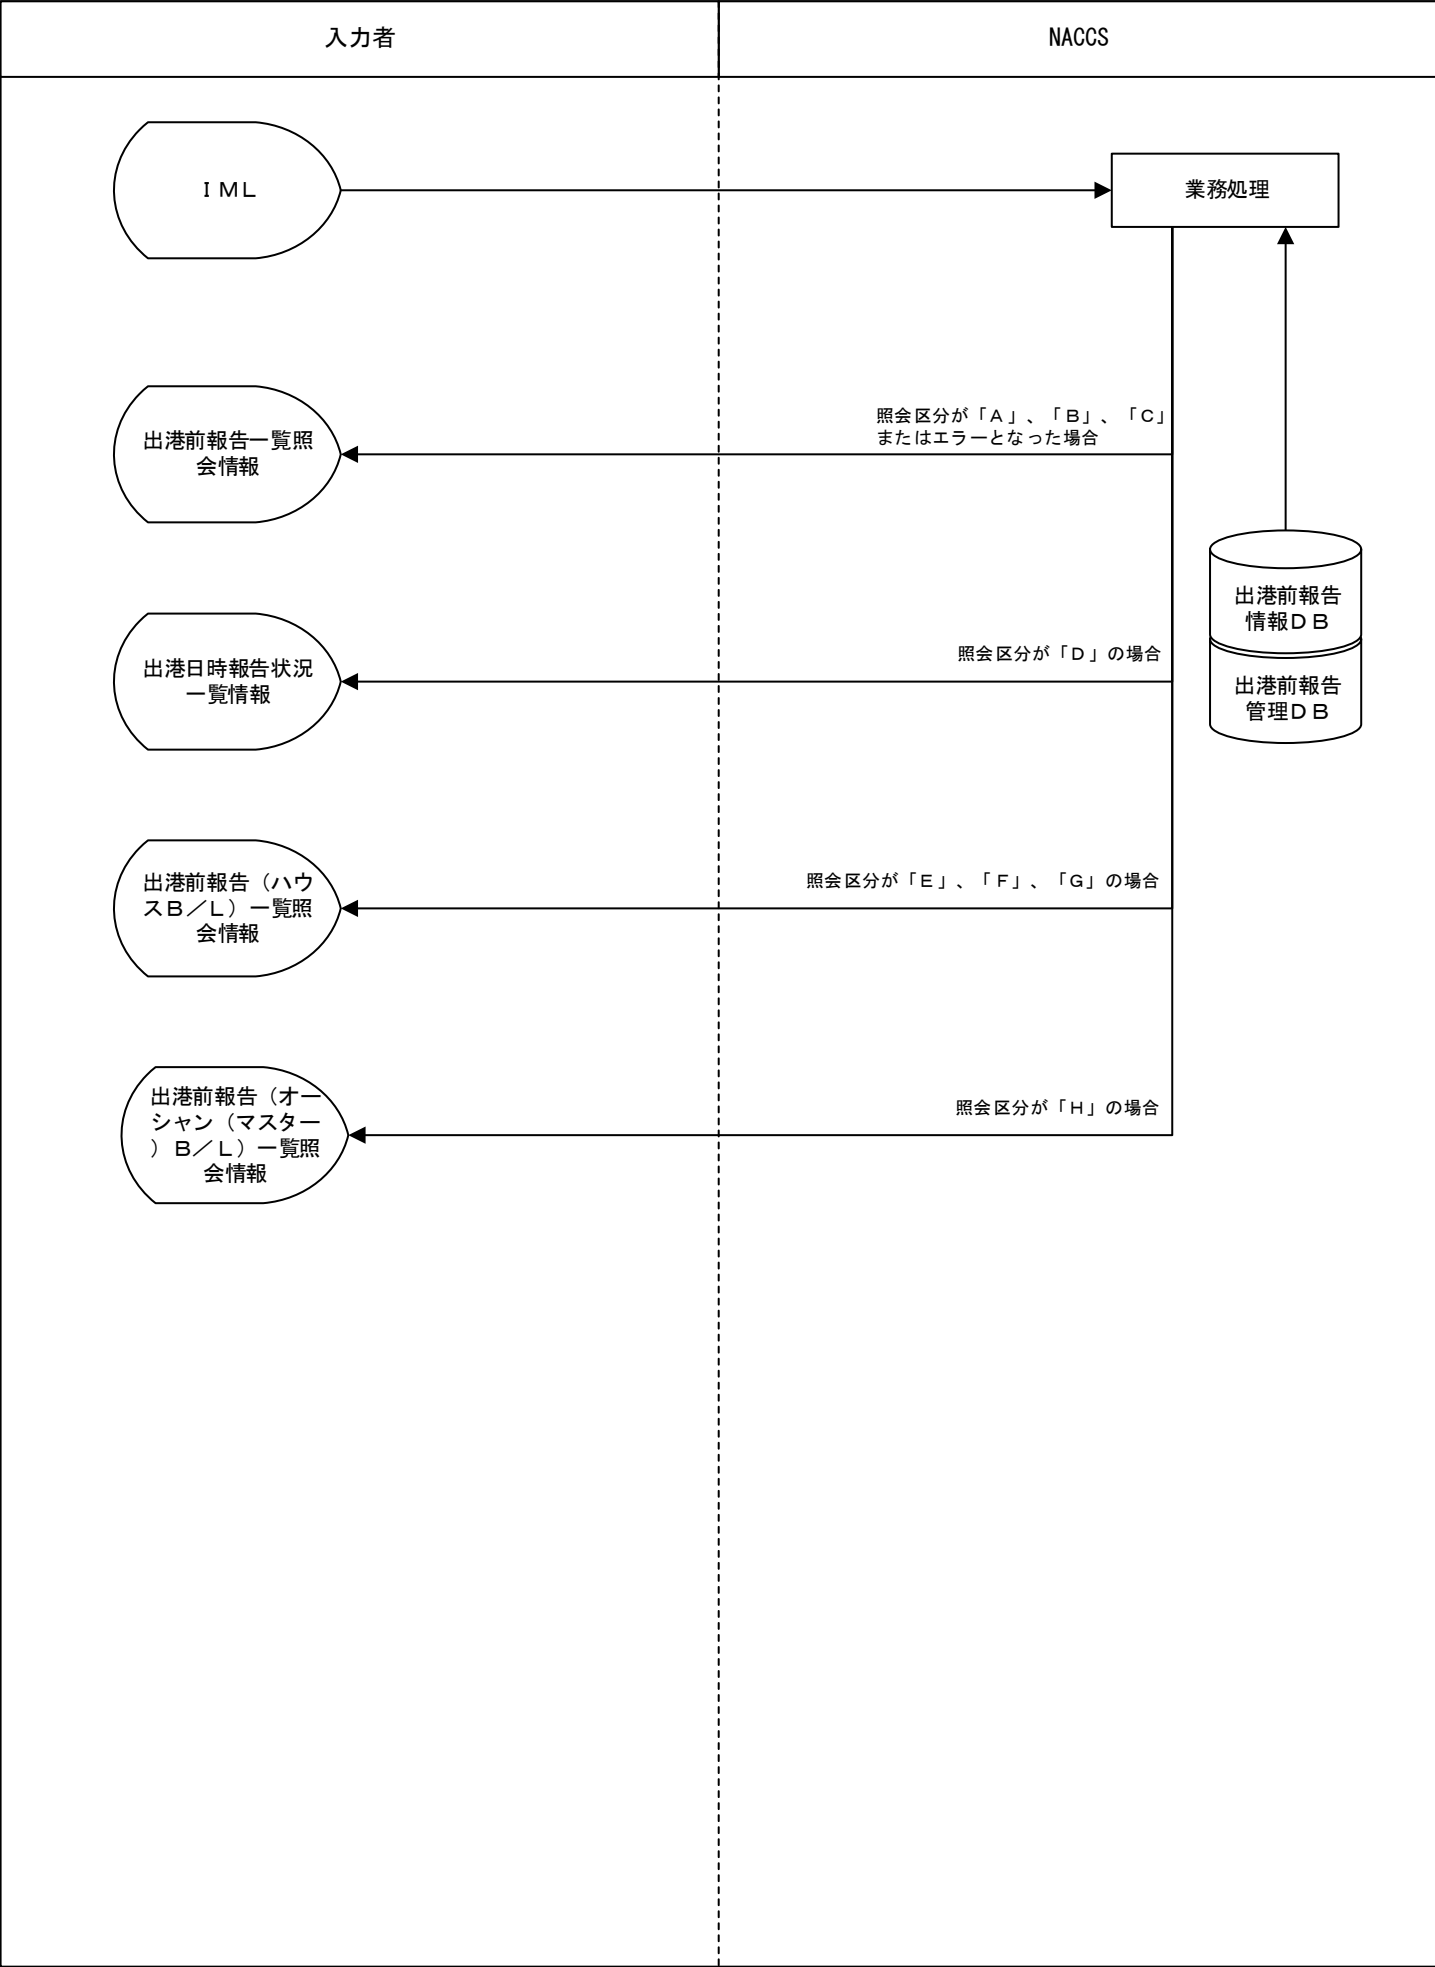 入力者
NACCS
ＩＭＬ
業務処理
照会区分が「Ａ」、「Ｂ」、「Ｃ」
またはエラーとなった場合
出港前報告一覧照
会情報
出港前報告
情報ＤＢ
出港前報告
管理ＤＢ
照会区分が「Ｄ」の場合
出港日時報告状況
一覧情報
照会区分が「Ｅ」、「Ｆ」、「Ｇ」の場合
出港前報告（ハウ
スＢ／Ｌ）一覧照
会情報
照会区分が「Ｈ」の場合
出港前報告（オー
シャン（マスター
）Ｂ／Ｌ）一覧照
会情報